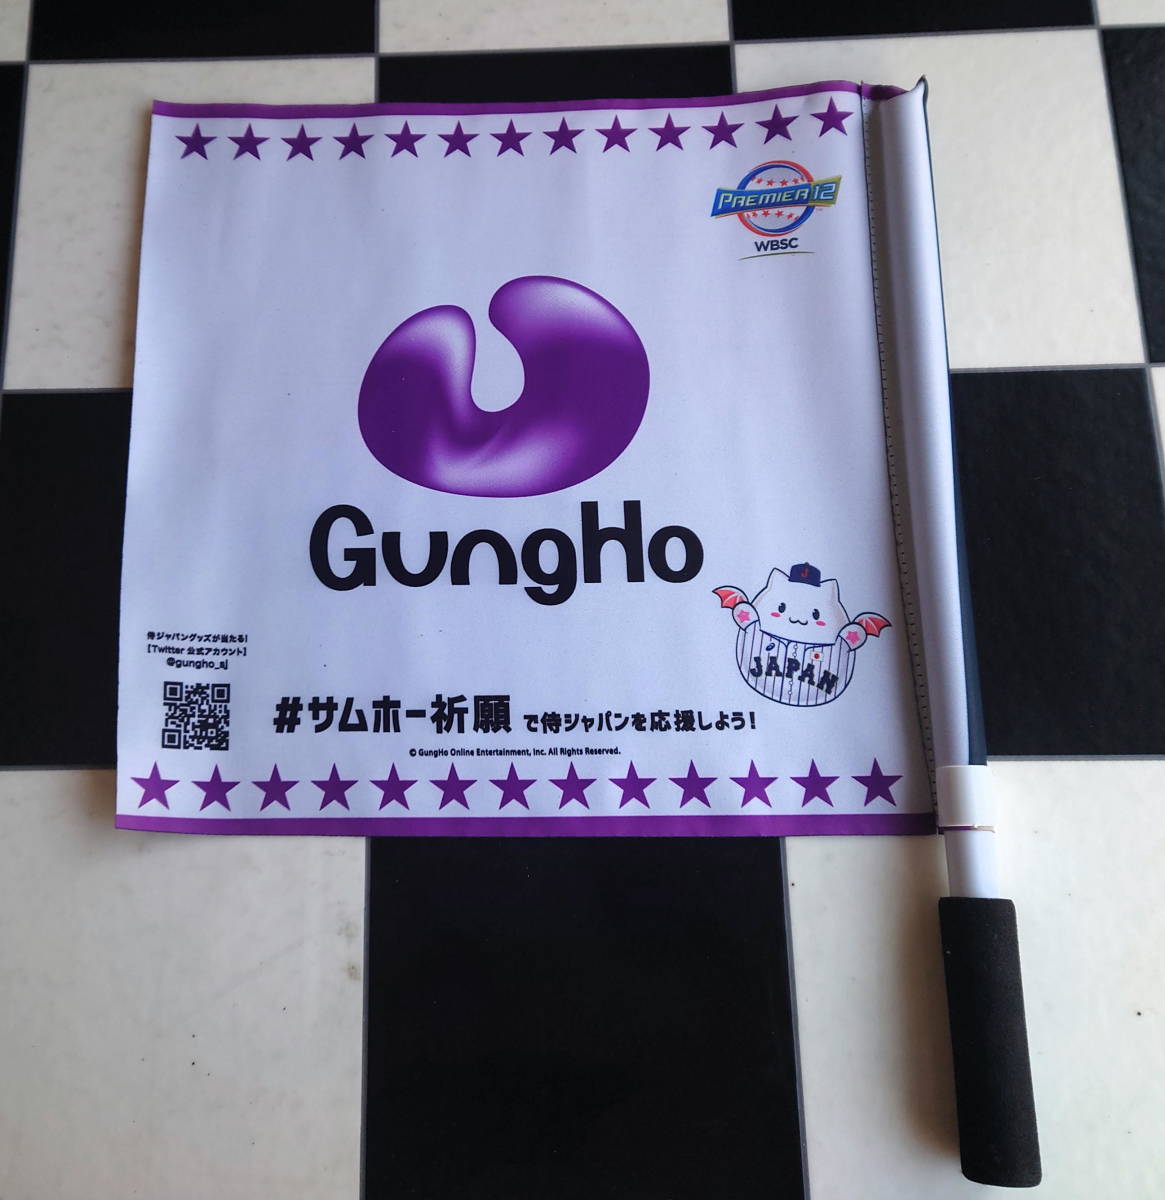 PREMIER 12
WBSC
GungHo
J
JAPAN
侍ジャパングッズが当たる!
【Twitter 公式アカウント】
@gungho_sj
#サムホー祈願で侍ジャパンを応援しよう!
© GungHo Online Entertainment, Inc. All Rights Reserved.